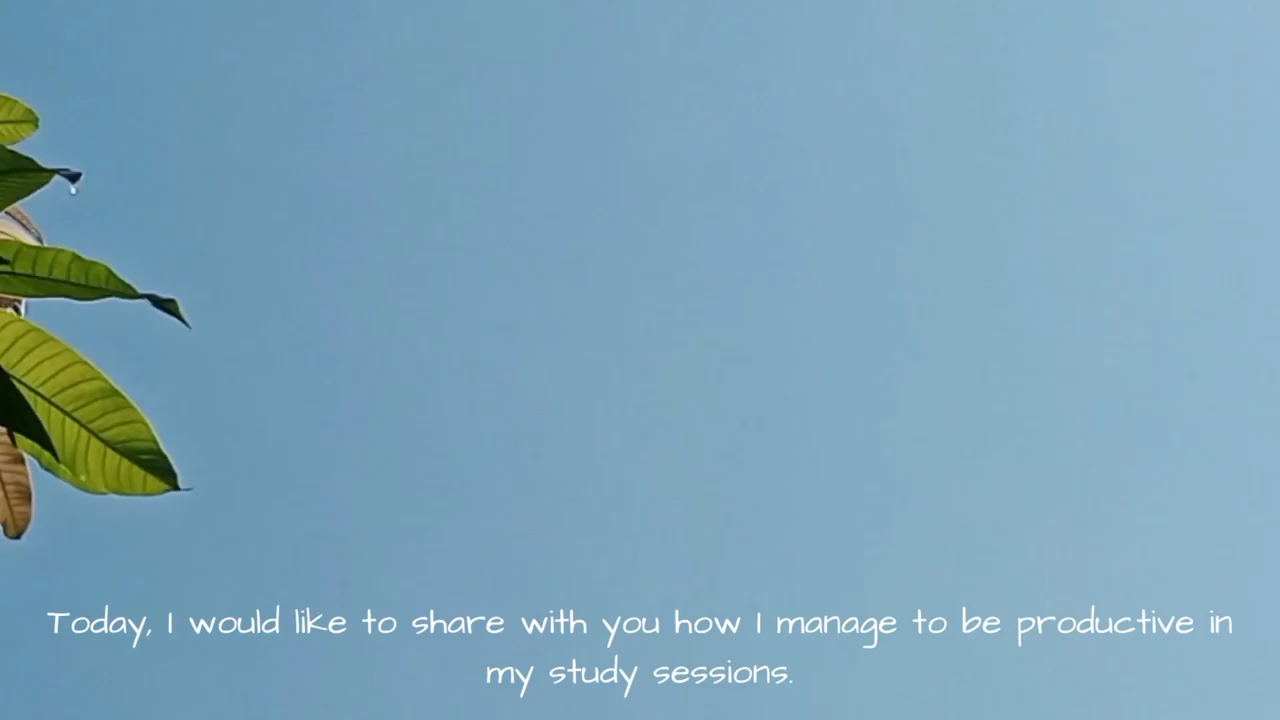 Today, I would like to share with you how I manage to be productive in
my study sessions.